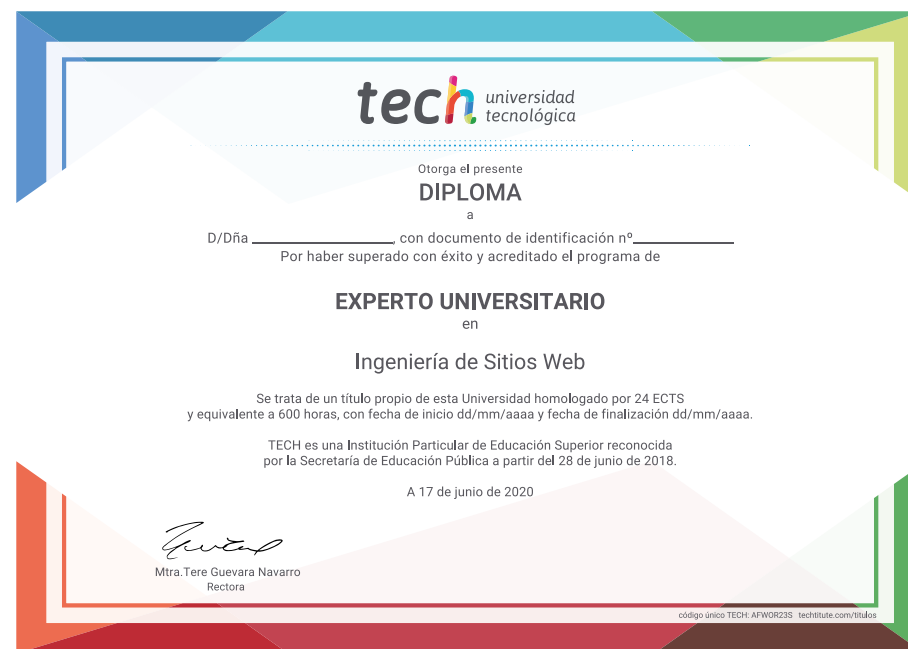 tech universidad
tecnológica
Otorga el presente
DIPLOMA
a
D/Dña ____________________, con documento de identificación nº______________
Por haber superado con éxito y acreditado el programa de
EXPERTO UNIVERSITARIO
en
Ingeniería de Sitios Web
Se trata de un título propio de esta Universidad homologado por 24 ECTS
y equivalente a 600 horas, con fecha de inicio dd/mm/aaaa y fecha de finalización dd/mm/aaaa.
TECH es una Institución Particular de Educación Superior reconocida
por la Secretaría de Educación Pública a partir del 28 de junio de 2018.
A 17 de junio de 2020
Mtra.Tere Guevara Navarro
Rectora
código único TECH: AFWOR23S techtitute.com/titulos